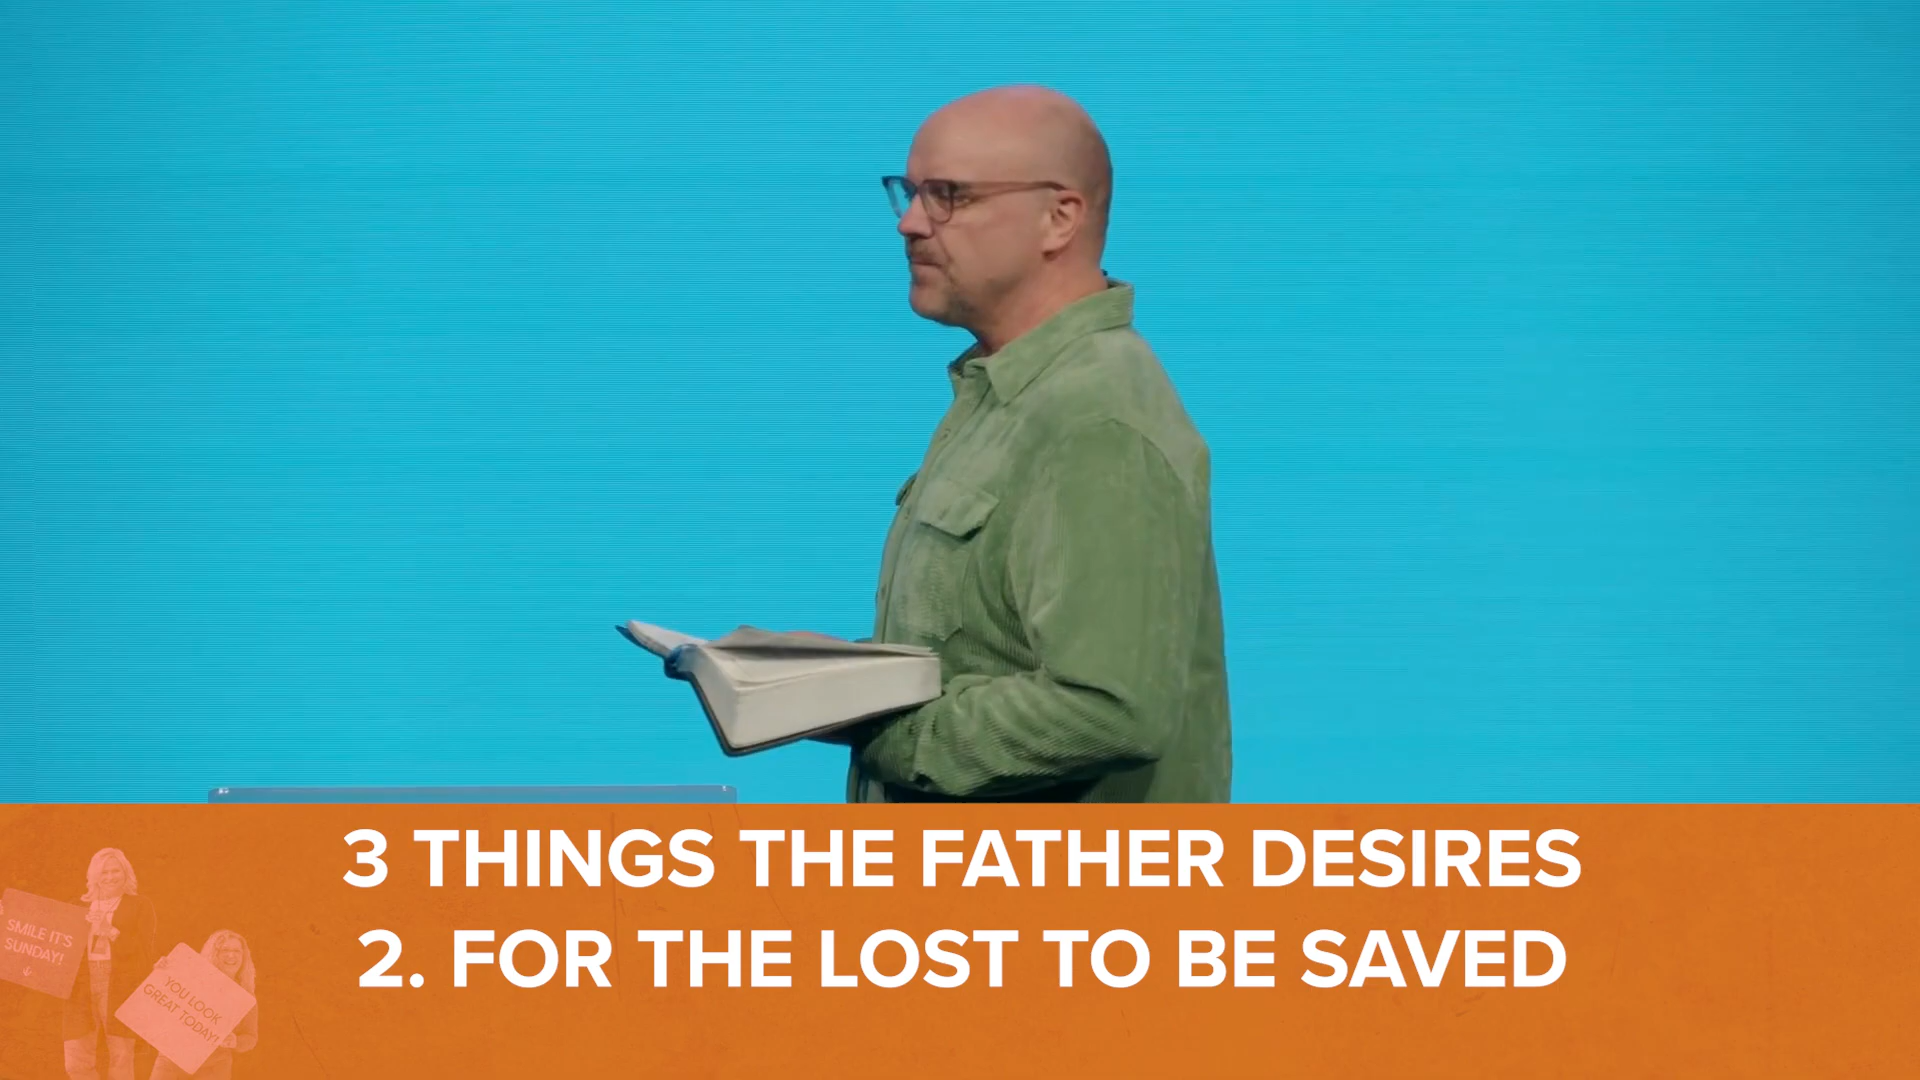 3 THINGS THE FATHER DESIRES
2. FOR THE LOST TO BE SAVED
SMILE IT'S
SUNDAY!
YOU LOOK
GREAT TODAY!